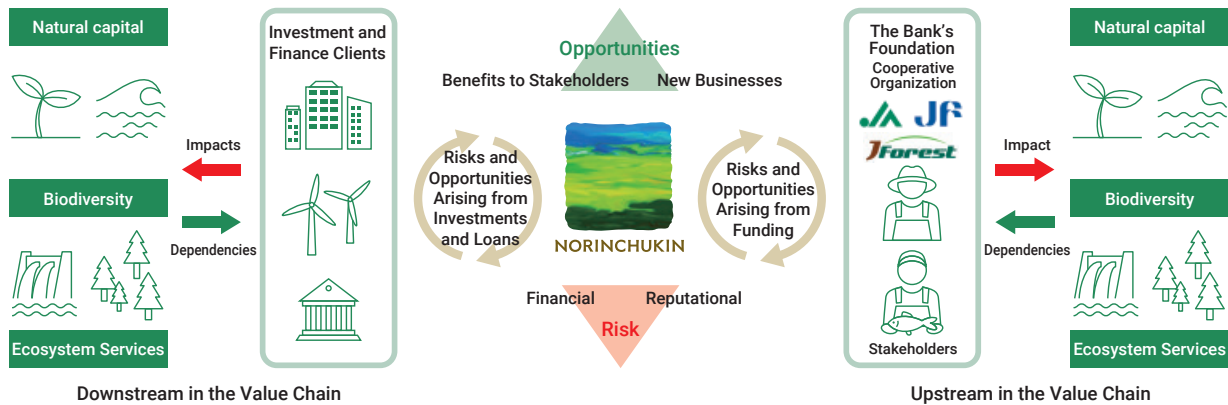 Natural capital
Impacts
Biodiversity
Dependencies
Ecosystem Services
Investment and
Finance Clients
Downstream in the Value Chain
Risks and
Opportunities
Arising from
Investments
and Loans
Opportunities
Benefits to Stakeholders
New Businesses
NORINCHUKIN
Financial
Reputational
Risk
Risks and
Opportunities
Arising from
Funding
The Bank's
Foundation
Cooperative
Organization
JA
JF
JForest
Stakeholders
Upstream in the Value Chain
Natural capital
Impact
Biodiversity
Dependencies
Ecosystem Services